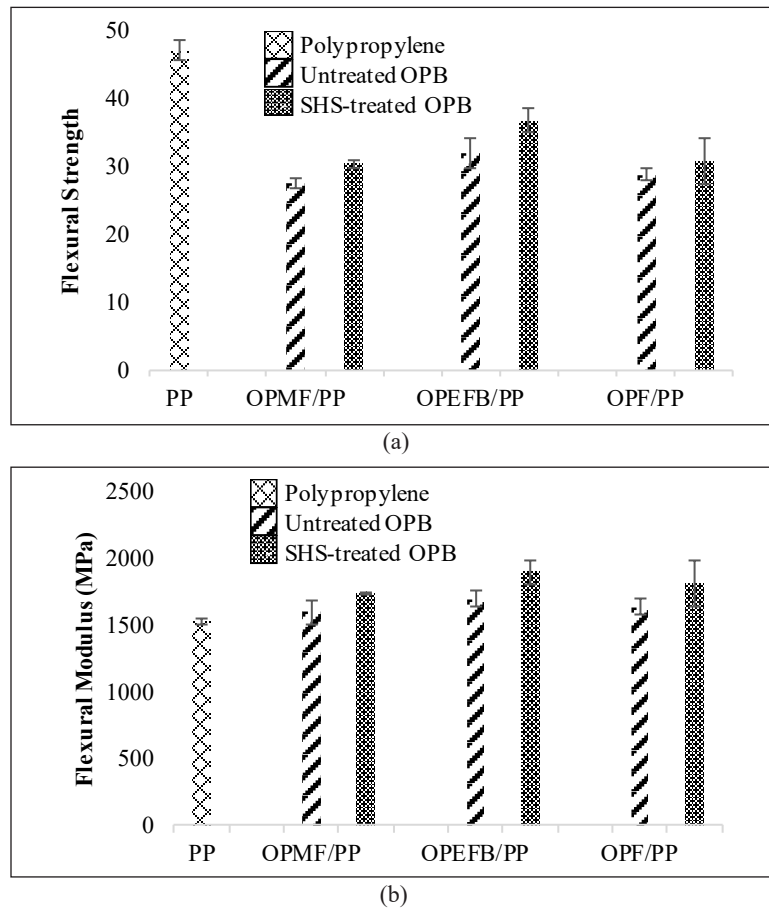 50
40
30
20
10
0
Flexural Strength
Polypropylene
Untreated OPB
SHS-treated OPB
PP
OPMF/PP
OPEFB/PP
OPF/PP
(a)
2500
2000
1500
1000
500
0
Flexural Modulus (MPa)
Polypropylene
Untreated OPB
SHS-treated OPB
PP
OPMF/PP
OPEFB/PP
OPF/PP
(b)